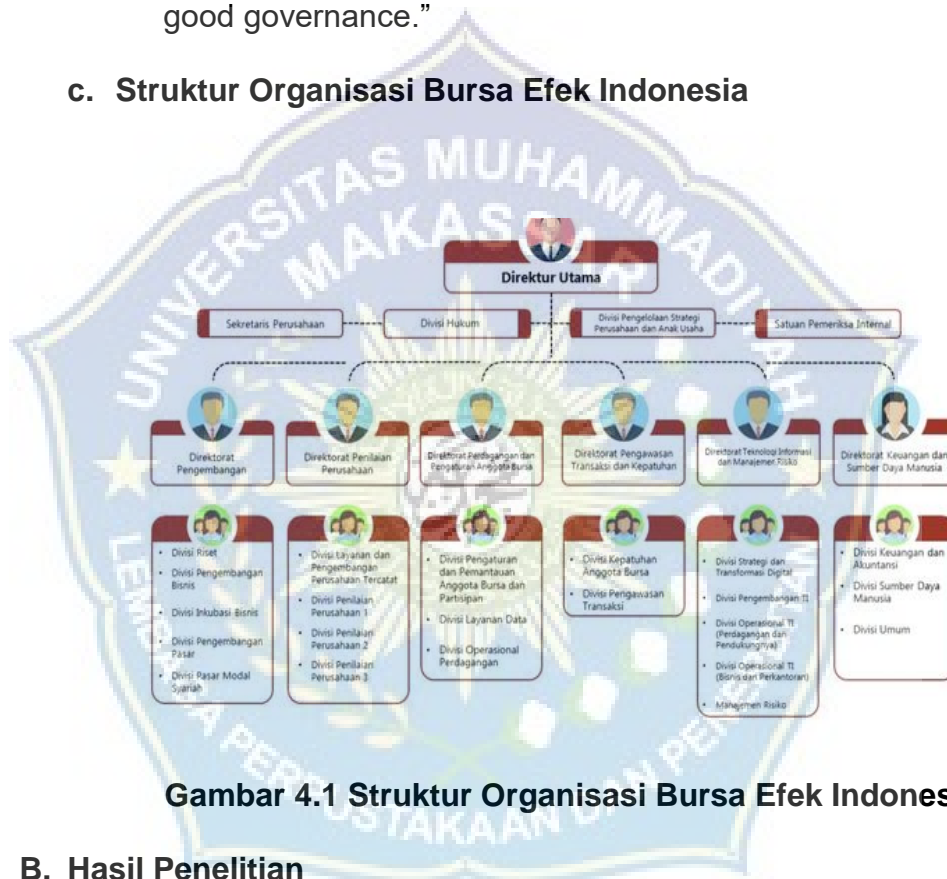 good governance.”
c. Struktur Organisasi Bursa Efek Indonesia
UNIVERSITAS MUHAMMADIYAH
MAKASSAR
Direktur Utama
Sekretaris Perusahaan
Divisi Hukum
Divisi Pengelolaan Strategi
Perusahaan dan Anak Usaha
Satuan Pemeriksa Internal
Direktorat
Pengembangan
Direktorat Penilaian
Perusahaan
Direktorat Perdagangan dan
Pengaturan Anggota Bursa
Direktorat Pengawasan
Transaksi dan Kepatuhan
Direktorat Teknologi Informasi
dan Manajemen Risiko
Direktorat Keuangan dan
Sumber Daya Manusia
• Divisi Riset
• Divisi Pengembangan
Bisnis
• Divisi Inkubasi Bisnis
• Divisi Pengembangan
Pasar
• Divisi Pasar Modal
Syariah
• Divisi Layanan dan
Pengembangan
Perusahaan Tercatat
• Divisi Penilaian
Perusahaan 1
• Divisi Penilaian
Perusahaan 2
• Divisi Penilaian
Perusahaan 3
• Divisi Pengaturan
dan Pemantauan
Anggota Bursa dan
Partisipan
• Divisi Layanan Data
• Divisi Operasional
Perdagangan
• Divisi Kepatuhan
Anggota Bursa
• Divisi Pengawasan
Transaksi
• Divisi Strategi dan
Transformasi Digital
• Divisi Pengembangan TI
• Divisi Operasional TI
(Perdagangan dan
Pendukungnya)
• Divisi Operasional TI
(Bisnis dan Perkantoran)
• Manajemen Risiko
• Divisi Keuangan dan
Akuntansi
• Divisi Sumber Daya
Manusia
• Divisi Umum
LEMBAGA PERPUSTAKAAN DAN PENERBITAN
Gambar 4.1 Struktur Organisasi Bursa Efek Indones
B. Hasil Penelitian